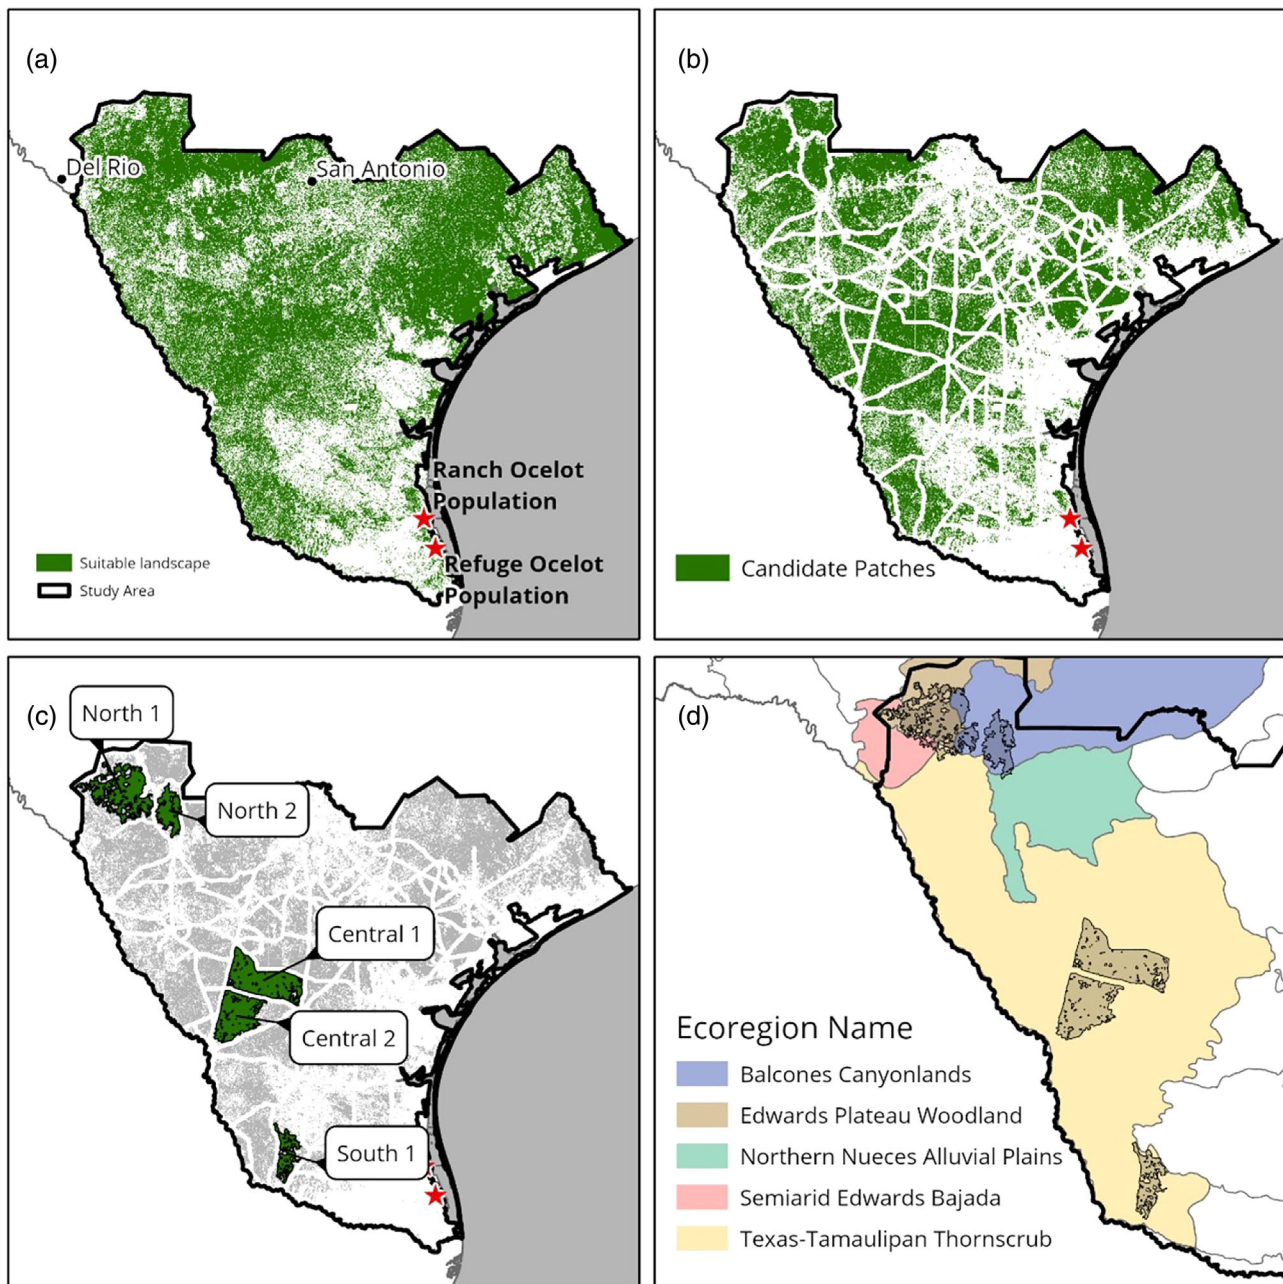 (a)
Del Rio
San Antonio
Ranch Ocelot
Population
Refuge Ocelot
Population
Suitable landscape
Study Area
(b)
Candidate Patches
(c)
North 1
North 2
Central 1
Central 2
South 1
(d)
Ecoregion Name
Balcones Canyonlands
Edwards Plateau Woodland
Northern Nueces Alluvial Plains
Semiarid Edwards Bajada
Texas-Tamaulipan Thornscrub